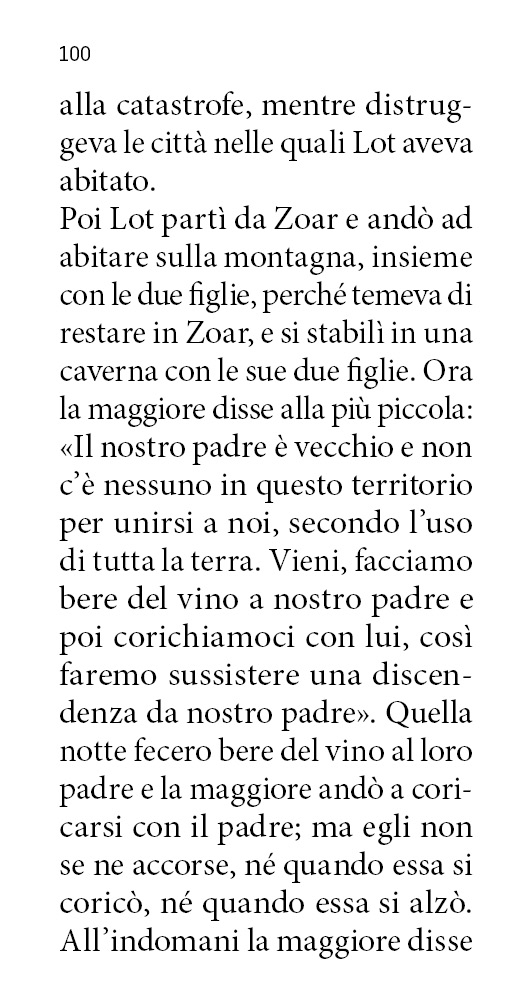 100
alla catastrofe, mentre distrug-
geva le città nelle quali Lot aveva
abitato.
Poi Lot partì da Zoar e andò ad
abitare sulla montagna, insieme
con le due figlie, perché temeva di
restare in Zoar, e si stabilì in una
caverna con le sue due figlie. Ora
la maggiore disse alla più piccola:
«Il nostro padre è vecchio e non
c’è nessuno in questo territorio
per unirsi a noi, secondo l’uso
di tutta la terra. Vieni, facciamo
bere del vino a nostro padre e
poi corichiamoci con lui, così
faremo sussistere una discen-
denza da nostro padre». Quella
notte fecero bere del vino al loro
padre e la maggiore andò a cori-
carsi con il padre; ma egli non
se ne accorse, né quando essa si
coricò, né quando essa si alzò.
All’indomani la maggiore disse